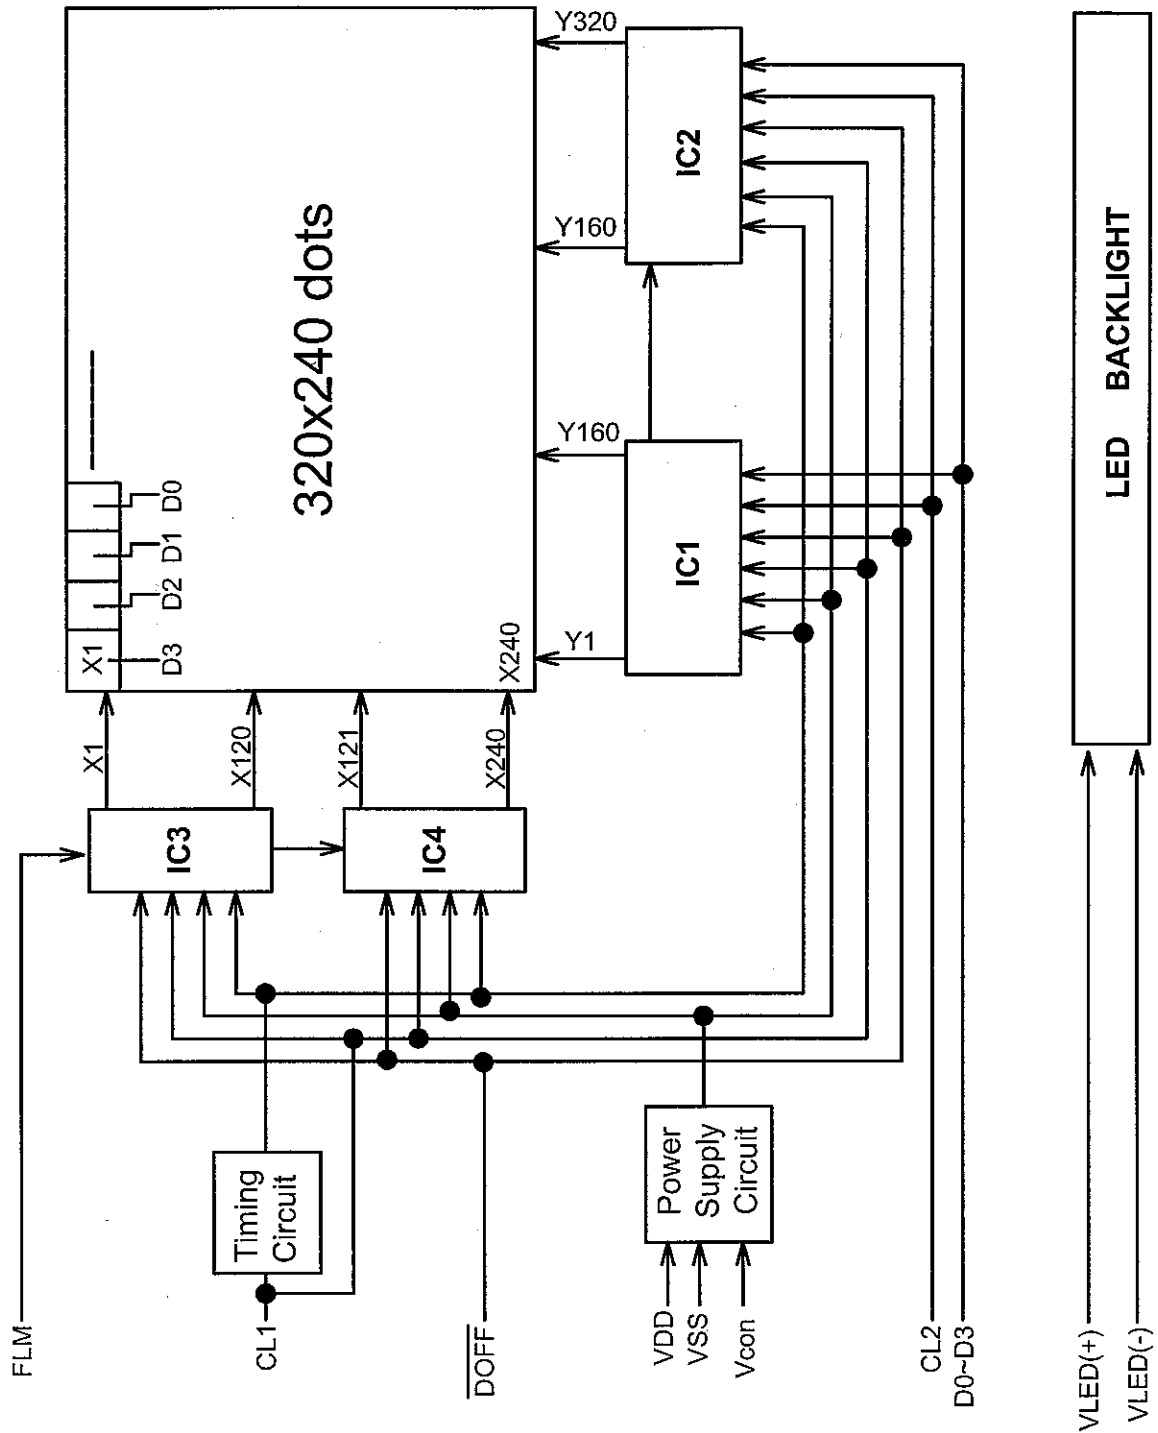 FLM
CL1
DOFF
VDD
VSS
Vcon
CL2
D0~D3
VLED(+)
VLED(-)
Timing
Circuit
Power
Supply
Circuit
IC3
IC4
X1
X120
X121
X240
X1
D3
D2
D1
D0
X240
320x240 dots
Y1
Y160
Y160
Y320
IC1
IC2
LED BACKLIGHT